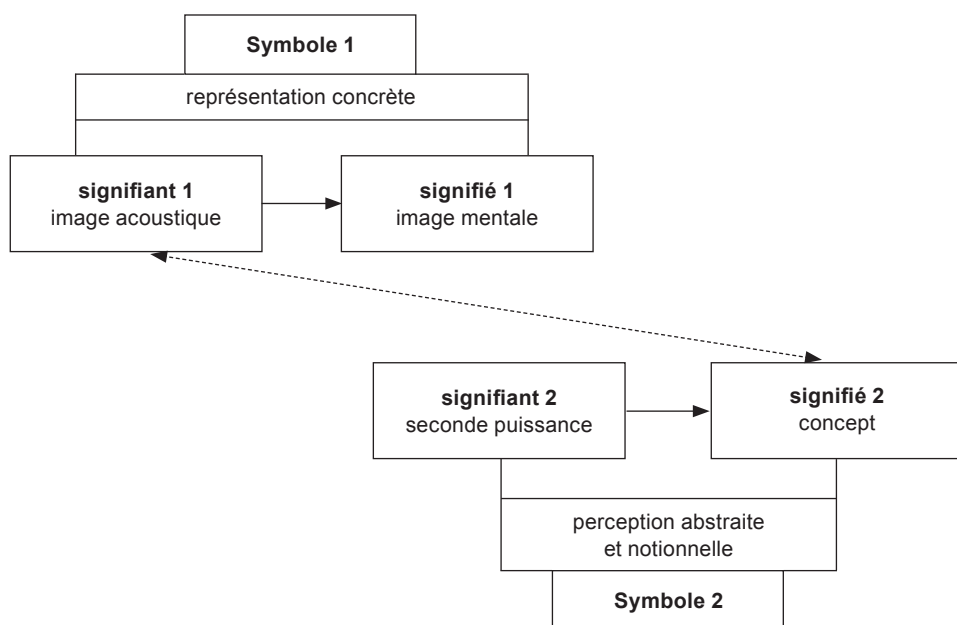 Symbole 1
représentation concrète
signifiant 1
image acoustique
signifié 1
image mentale
signifiant 2
seconde puissance
signifié 2
concept
perception abstraite
et notionnelle
Symbole 2